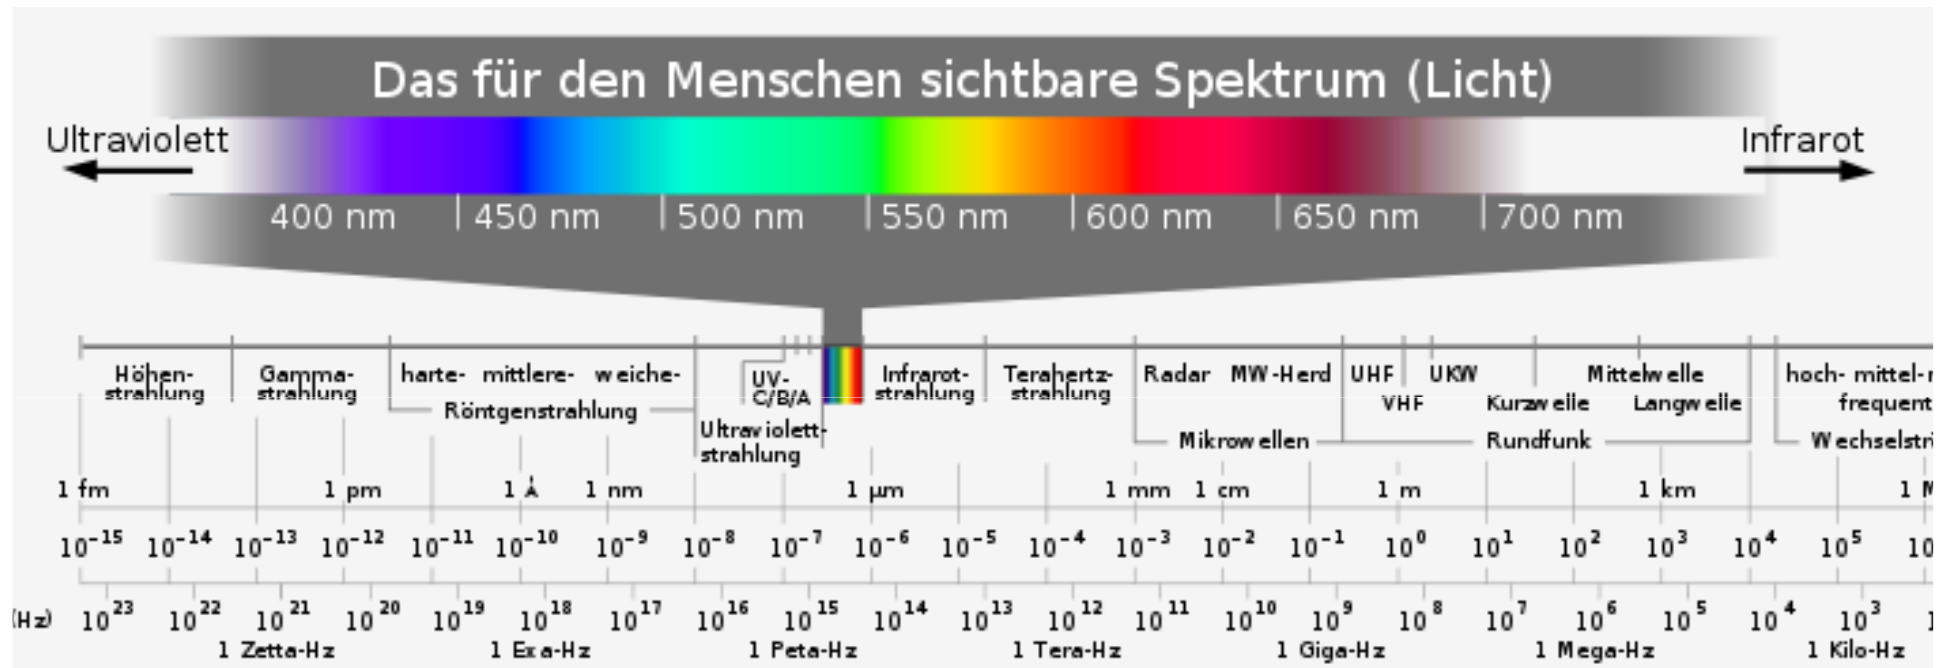 Das für den Menschen sichtbare Spektrum (Licht)
Ultraviolett
Infrarot
400 nm 450 nm 500 nm 550 nm 600 nm 650 nm 700 nm
Höhen-strahlung
Gamma-strahlung
harte- mittlere- weiche-
Röntgenstrahlung
UV-C/B/A
Ultraviolett-strahlung
Infrarot-strahlung
Terahertz-strahlung
Radar MW-Herd
Mikrowellen
UHF UKW Mittelwelle
VHF Kurzwelle Langwelle
Rundfunk
hoch- mittel-
frequent
Wechselströ
1 fm 1 pm 1 Å 1 nm 1 µm 1 mm 1 cm 1 m 1 km 1 M
10⁻¹⁵ 10⁻¹⁴ 10⁻¹³ 10⁻¹² 10⁻¹¹ 10⁻¹⁰ 10⁻⁹ 10⁻⁸ 10⁻⁷ 10⁻⁶ 10⁻⁵ 10⁻⁴ 10⁻³ 10⁻² 10⁻¹ 10⁰ 10¹ 10² 10³ 10⁴ 10⁵ 10
(Hz) 10²³ 10²² 10²¹ 10²⁰ 10¹⁹ 10¹⁸ 10¹⁷ 10¹⁶ 10¹⁵ 10¹⁴ 10¹³ 10¹² 10¹¹ 10¹⁰ 10⁹ 10⁸ 10⁷ 10⁶ 10⁵ 10⁴ 10³
1 Zetta-Hz 1 Exa-Hz 1 Peta-Hz 1 Tera-Hz 1 Giga-Hz 1 Mega-Hz 1 Kilo-Hz